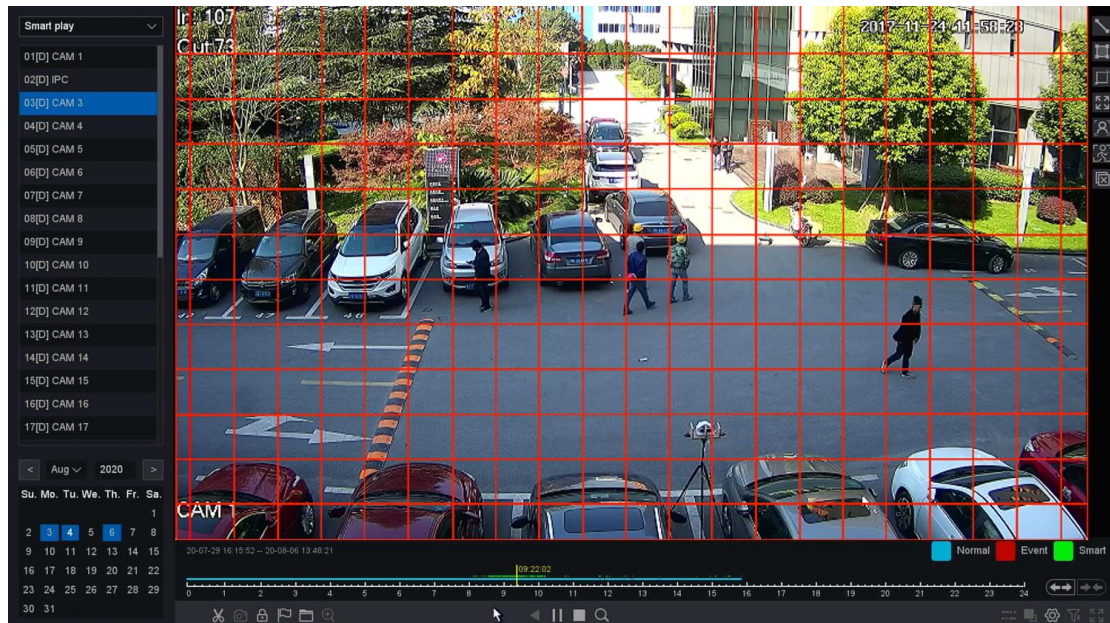 Smart play
01[D] CAM 1
02[D] IPC
03[D] CAM 3
04[D] CAM 4
05[D] CAM 5
06[D] CAM 6
07[D] CAM 7
08[D] CAM 8
09[D] CAM 9
10[D] CAM 10
11[D] CAM 11
12[D] CAM 12
13[D] CAM 13
14[D] CAM 14
15[D] CAM 15
16[D] CAM 16
17[D] CAM 17
< Aug 2020 >
Su. Mo. Tu. We. Th. Fr. Sa.
1
2 3 4 5 6 7 8
9 10 11 12 13 14 15
16 17 18 19 20 21 22
23 24 25 26 27 28 29
30 31
In: 107
Out:73
2017-11-24 11:58:28
47 46
CAM 1
20-07-29 16:15:52 -- 20-08-06 13:48:21
Normal Event Smart
09:22:02
0 1 2 3 4 5 6 7 8 9 10 11 12 13 14 15 16 17 18 19 20 21 22 23 24